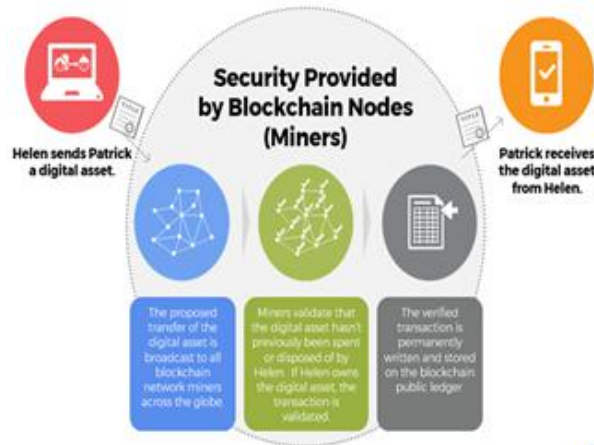 Security Provided
by Blockchain Nodes
(Miners)
TITLE
Helen sends Patrick
a digital asset.
TITLE
Patrick receives
the digital asset
from Helen.
The proposed
transfer of the
digital asset is
broadcast to all
blockchain
network miners
across the globe.
Miners validate that
the digital asset hasn't
previously been spent
or disposed of by
Helen. If Helen owns
the digital asset, the
transaction is
validated.
The verified
transaction is
permanently
written and stored
on the blockchain
public ledger